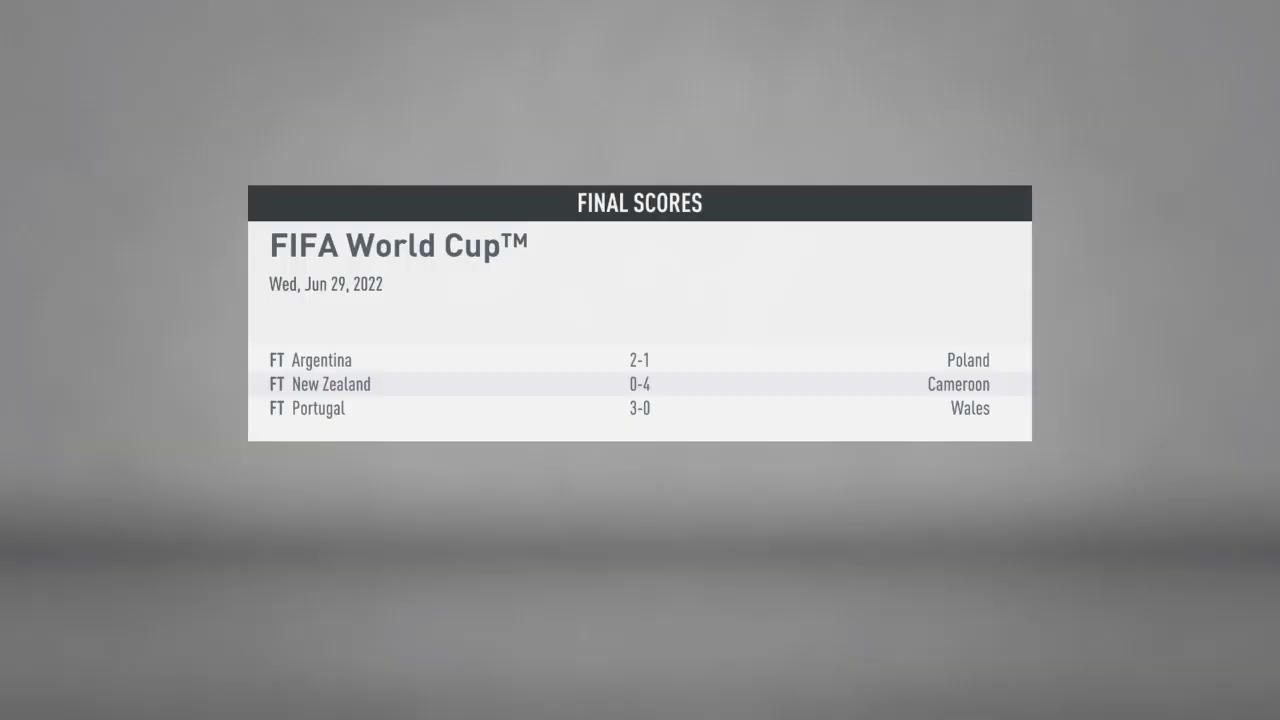 FINAL SCORES
FIFA World Cup™
Wed, Jun 29, 2022
FT Argentina 2-1 Poland
FT New Zealand 0-4 Cameroon
FT Portugal 3-0 Wales